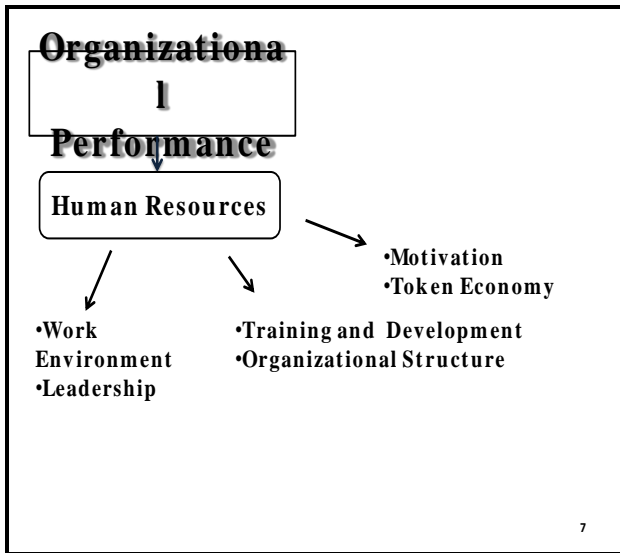 Organizationa
l
Performance
Human Resources
•Motivation
•Token Economy
•Work
Environment
•Leadership
•Training and Development
•Organizational Structure
7